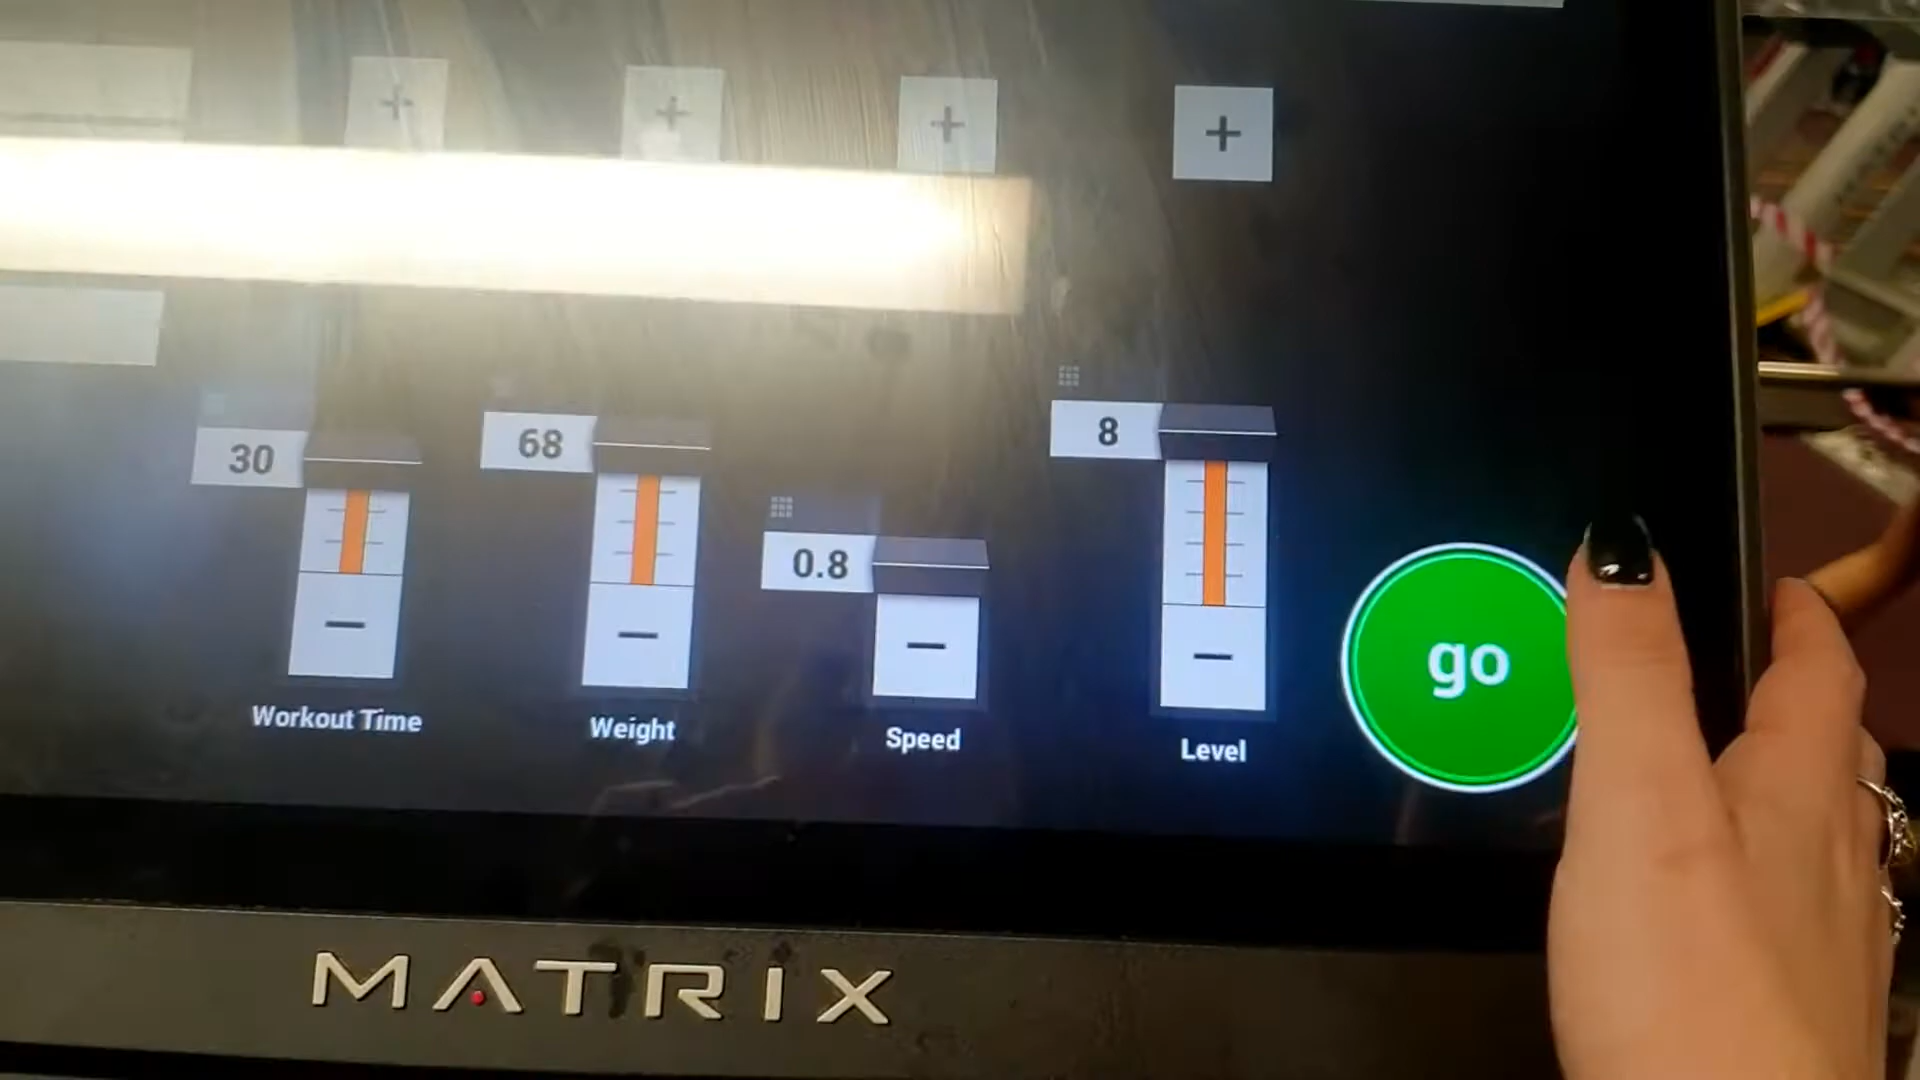 + + + +
30 68 0.8 8
− − − −
go
Workout Time Weight Speed Level
MATRIX